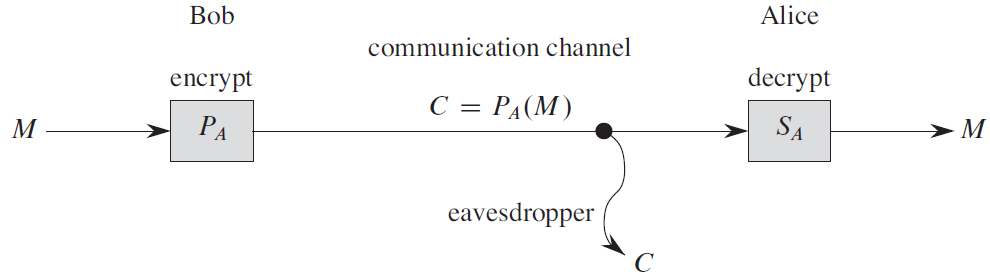 Bob
Alice
communication channel
encrypt
decrypt
M
P_A
C = P_A(M)
S_A
M
eavesdropper
C